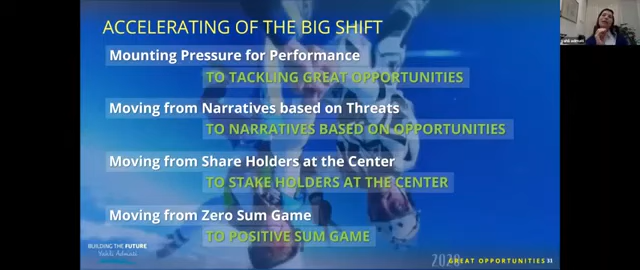 ACCELERATING OF THE BIG SHIFT
Mounting Pressure for Performance
TO TACKLING GREAT OPPORTUNITIES
Moving from Narratives based on Threats
TO NARRATIVES BASED ON OPPORTUNITIES
Moving from Share Holders at the Center
TO STAKE HOLDERS AT THE CENTER
Moving from Zero Sum Game
TO POSITIVE SUM GAME
BUILDING THE FUTURE
GREAT OPPORTUNITIES